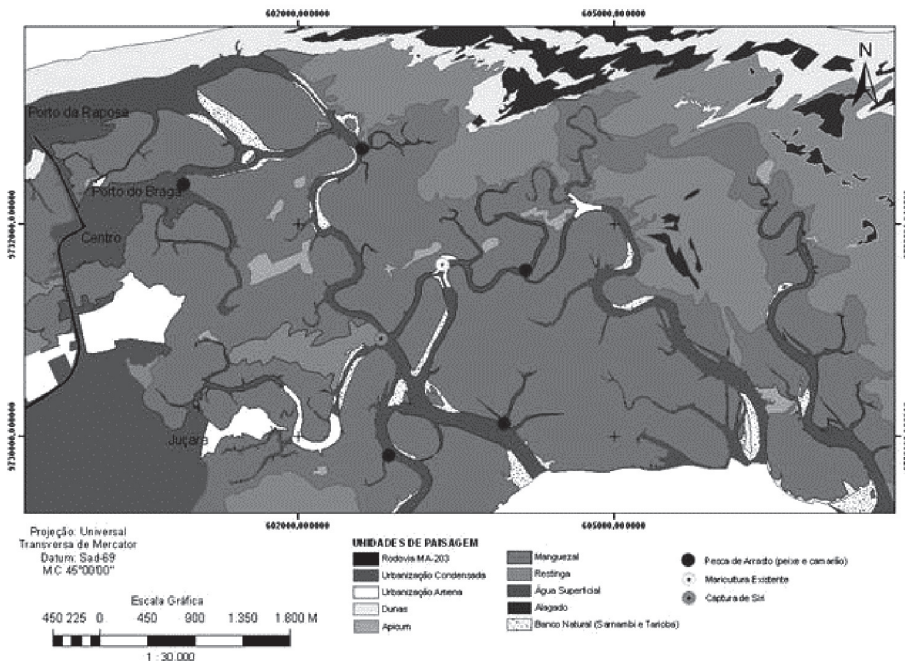 602000,000000 605000,000000
N
Porto da Raposa
Porto do Braga
Centro
Juçara
9732000,000000
9730000,000000
602000,000000 605000,000000
Projeção: Universal
Transversa de Mercator
Datum: Sad-69
MC 45°00'00"
Escala Gráfica
450 225 0 450 900 1.350 1.800 M
1 : 30.000
UNIDADES DE PAISAGEM
Rodovia MA-203
Urbanização Condensada
Urbanização Amena
Dunas
Apicum
Manguezal
Restinga
Água Superficial
Alagado
Banco Natural (Sarnambi e Tarioba)
Pesca de Arrasto (peixe e camarão)
Maricultura Existente
Captura de Siri